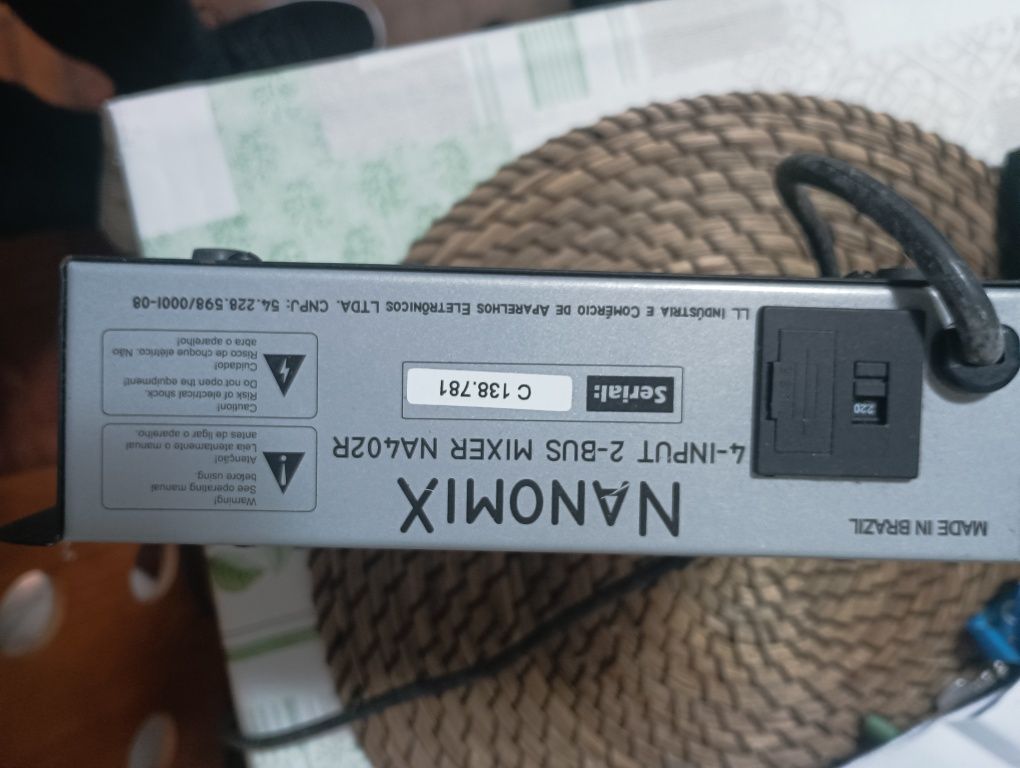 MADE IN BRAZIL
NANOMIX
4-INPUT 2-BUS MIXER NA402R
Serial:
C 138.781
220
Warning!
See operating manual
before using.
Atenção!
Leia atentamente o manual
antes de ligar o aparelho.
Caution!
Risk of electrical shock.
Do not open the equipment!
Cuidado!
Risco de choque elétrico. Não
abra o aparelho!
LL. INDÚSTRIA E COMÉRCIO DE APARELHOS ELETRÔNICOS LTDA. CNPJ: 54.228.598/0001-08